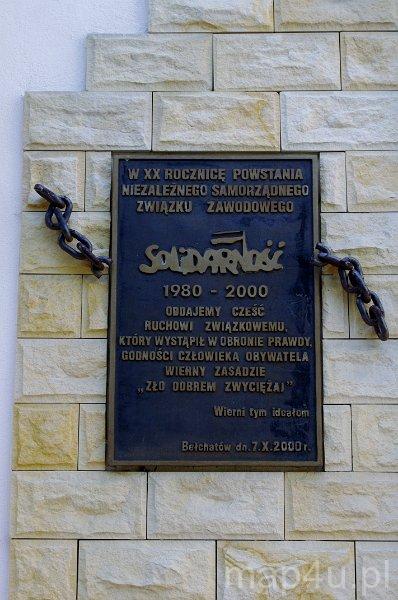 W XX ROCZNICĘ POWSTANIA
NIEZALEŻNEGO SAMORZĄDNEGO
ZWIĄZKU ZAWODOWEGO
SOLIDARNOŚĆ
1980 - 2000
ODDAJEMY CZEŚĆ
RUCHOWI ZWIĄZKOWEMU,
KTÓRY WYSTĄPIŁ W OBRONIE PRAWDY,
GODNOŚCI CZŁOWIEKA OBYWATELA
WIERNY ZASADZIE
„ZŁO DOBREM ZWYCIĘŻAJ”
Wierni tym ideałom
Bełchatów dn. 7.X.2000r.
map4u.pl